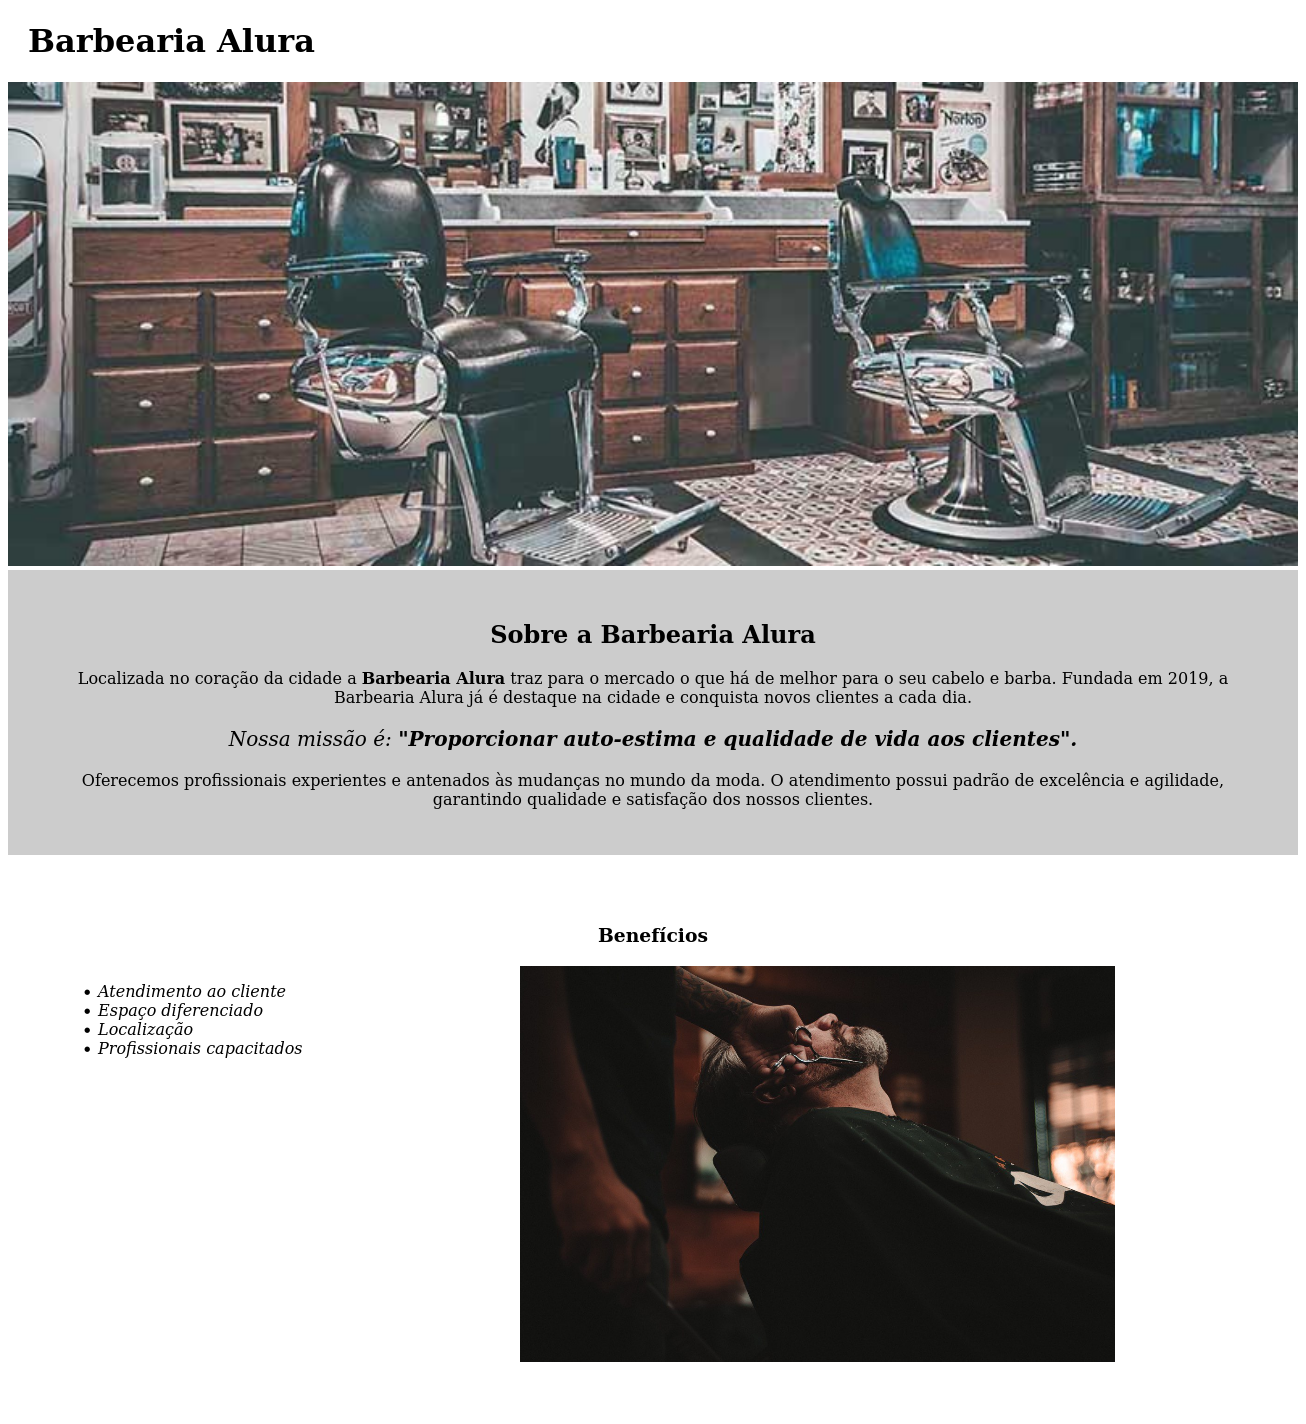 Barbearia Alura
Norton
Sobre a Barbearia Alura
Localizada no coração da cidade a Barbearia Alura traz para o mercado o que há de melhor para o seu cabelo e barba. Fundada em 2019, a
Barbearia Alura já é destaque na cidade e conquista novos clientes a cada dia.
Nossa missão é: "Proporcionar auto-estima e qualidade de vida aos clientes".
Oferecemos profissionais experientes e antenados às mudanças no mundo da moda. O atendimento possui padrão de excelência e agilidade,
garantindo qualidade e satisfação dos nossos clientes.
Benefícios
• Atendimento ao cliente
• Espaço diferenciado
• Localização
• Profissionais capacitados